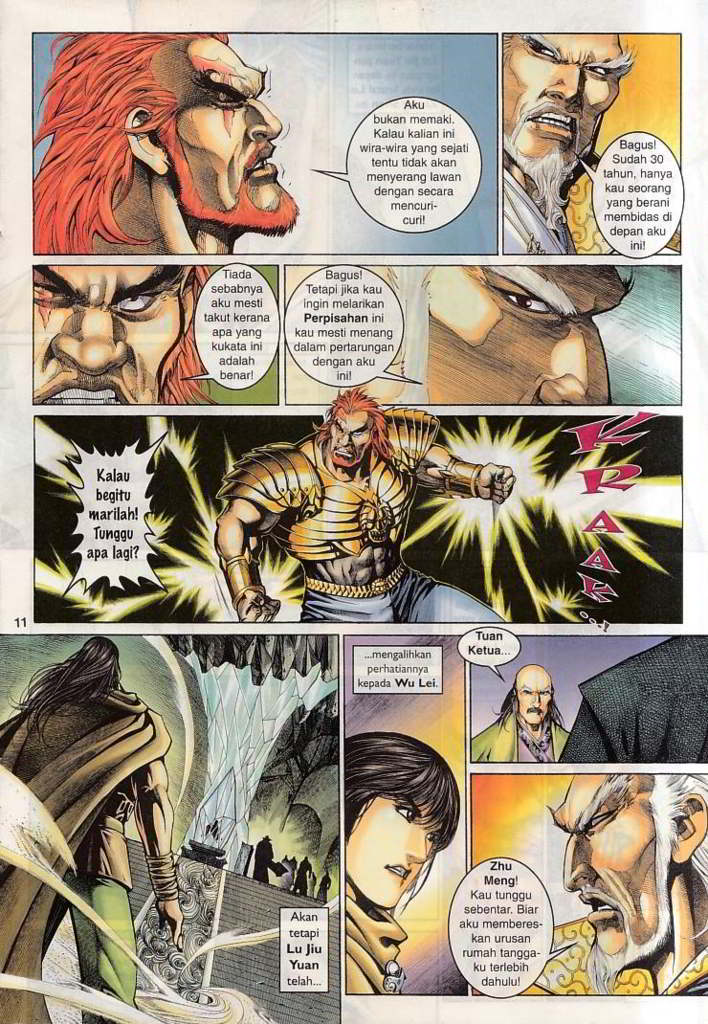 Aku
bukan memaki.
Kalau kalian ini
wira-wira yang sejati
tentu tidak akan
menyerang lawan
dengan secara
mencuri-
curi!
Bagus!
Sudah 30
tahun, hanya
kau seorang
yang berani
membidas di
depan aku
ini!
Tiada
sebabnya
aku mesti
takut kerana
apa yang
kukata ini
adalah
benar!
Bagus!
Tetapi jika kau
ingin melarikan
Perpisahan ini
kau mesti menang
dalam pertarungan
dengan aku
ini!
Kalau
begitu
marilah!
Tunggu
apa lagi?
KRAAK...!
11
Akan
tetapi
Lu Jiu
Yuan
telah...
...mengalihkan
perhatiannya
kepada Wu Lei.
Tuan
Ketua...
Zhu
Meng!
Kau tunggu
sebentar. Biar
aku memberes-
kan urusan
rumah tangga-
ku terlebih
dahulu!